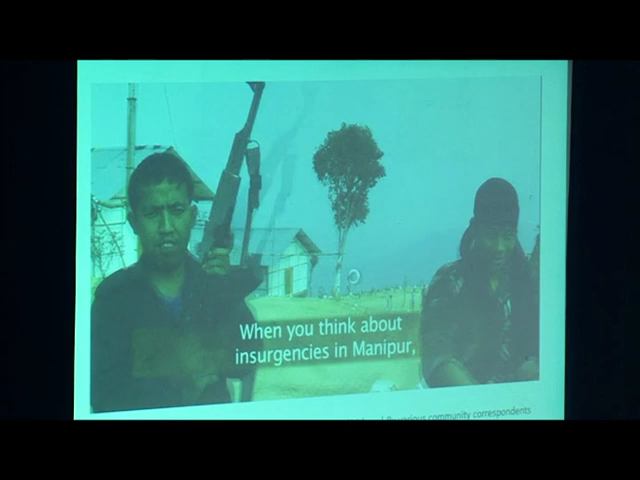 When you think about
insurgencies in Manipur,
various community correspondents